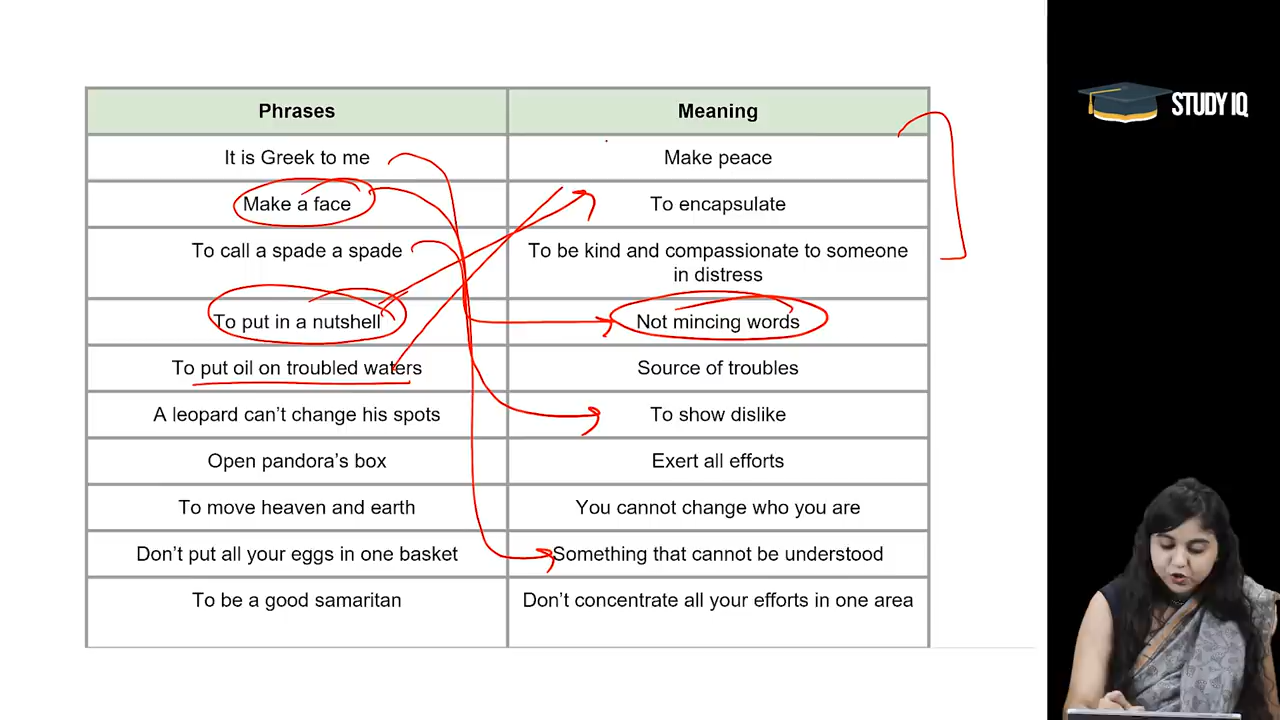 STUDY IQ
Phrases Meaning
It is Greek to me Make peace
Make a face To encapsulate
To call a spade a spade To be kind and compassionate to someone
in distress
To put in a nutshell Not mincing words
To put oil on troubled waters Source of troubles
A leopard can’t change his spots To show dislike
Open pandora’s box Exert all efforts
To move heaven and earth You cannot change who you are
Don’t put all your eggs in one basket Something that cannot be understood
To be a good samaritan Don’t concentrate all your efforts in one area